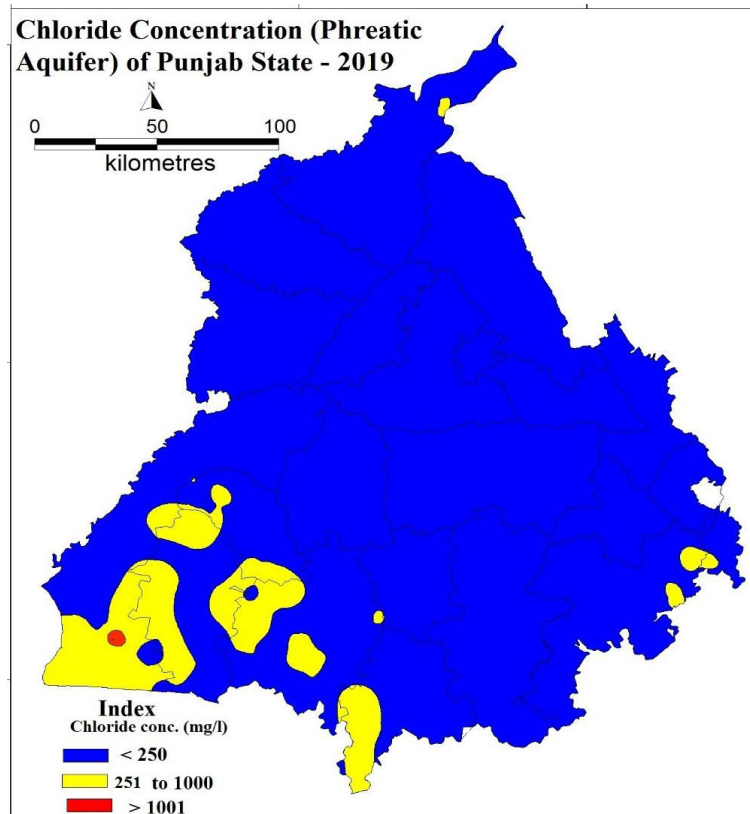 Chloride Concentration (Phreatic
Aquifer) of Punjab State - 2019
N
0 50 100
kilometres
Index
Chloride conc. (mg/l)
< 250
251 to 1000
> 1001